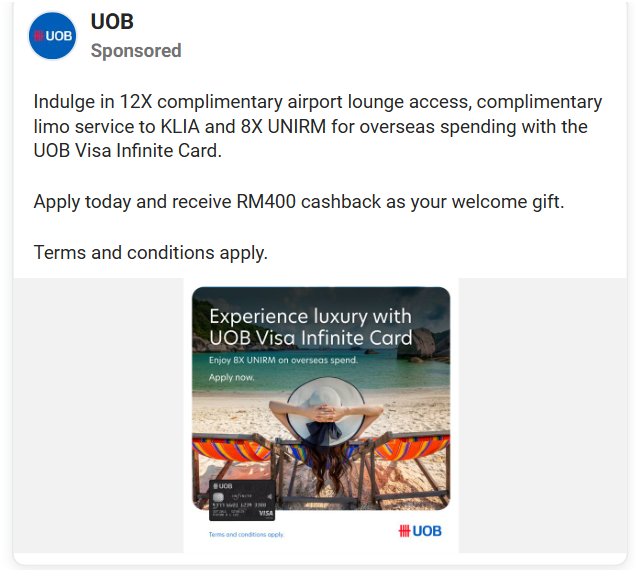 UOB
UOB
Sponsored
Indulge in 12X complimentary airport lounge access, complimentary
limo service to KLIA and 8X UNIRM for overseas spending with the
UOB Visa Infinite Card.
Apply today and receive RM400 cashback as your welcome gift.
Terms and conditions apply.
Experience luxury with
UOB Visa Infinite Card
Enjoy 8X UNIRM on overseas spend.
Apply now.
UOB
VISA
Terms and conditions apply.
UOB